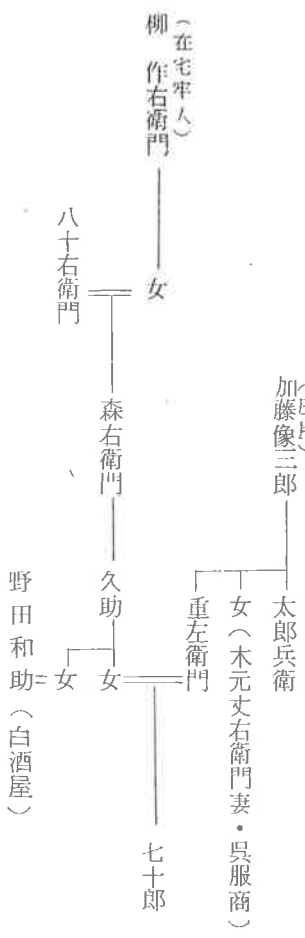 (在宅牢人)
柳 作右衛門
女
八十右衛門
森右衛門
久助
女
女
野田和助(白酒屋)
加藤像三郎
太郎兵衛
女(木元丈右衛門妻・呉服商)
重左衛門
七十郎